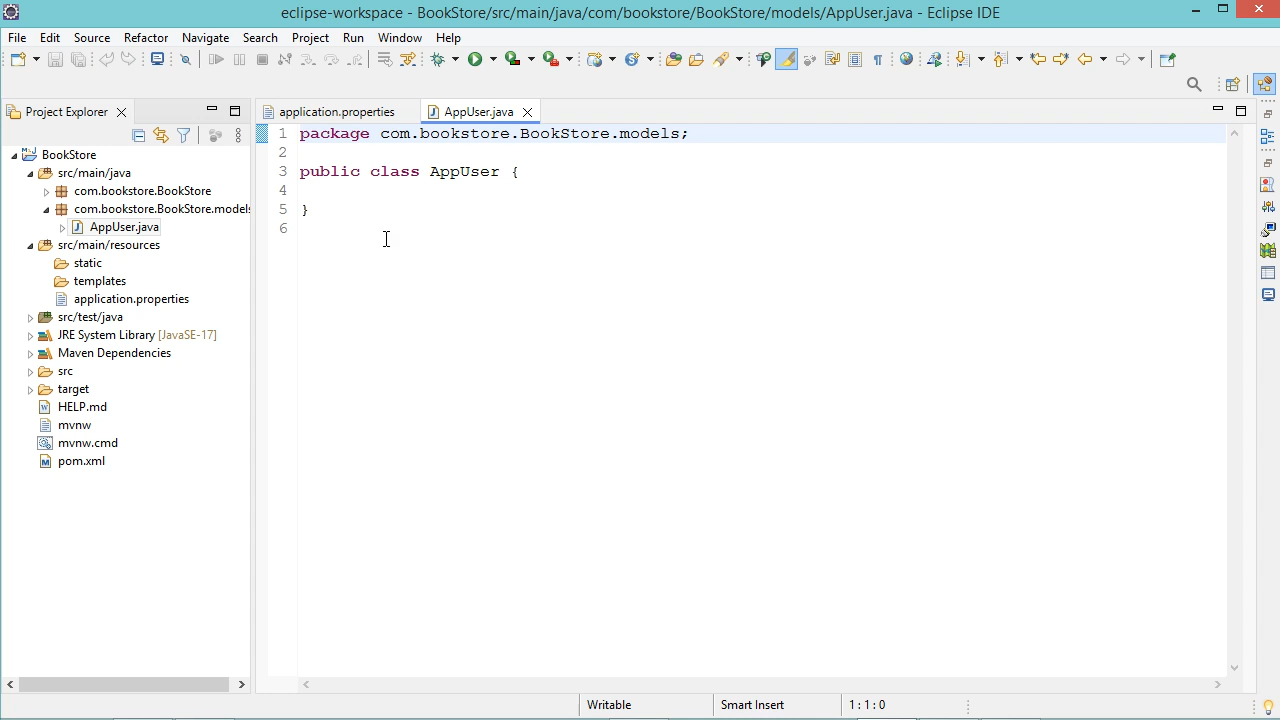 eclipse-workspace - BookStore/src/main/java/com/bookstore/BookStore/models/AppUser.java - Eclipse IDE
File Edit Source Refactor Navigate Search Project Run Window Help
Project Explorer
application.properties
AppUser.java
BookStore
src/main/java
com.bookstore.BookStore
com.bookstore.BookStore.models
AppUser.java
src/main/resources
static
templates
application.properties
src/test/java
JRE System Library [JavaSE-17]
Maven Dependencies
src
target
HELP.md
mvnw
mvnw.cmd
pom.xml
1 package com.bookstore.BookStore.models;
2
3 public class AppUser {
4
5 }
6
Writable
Smart Insert
1 : 1 : 0